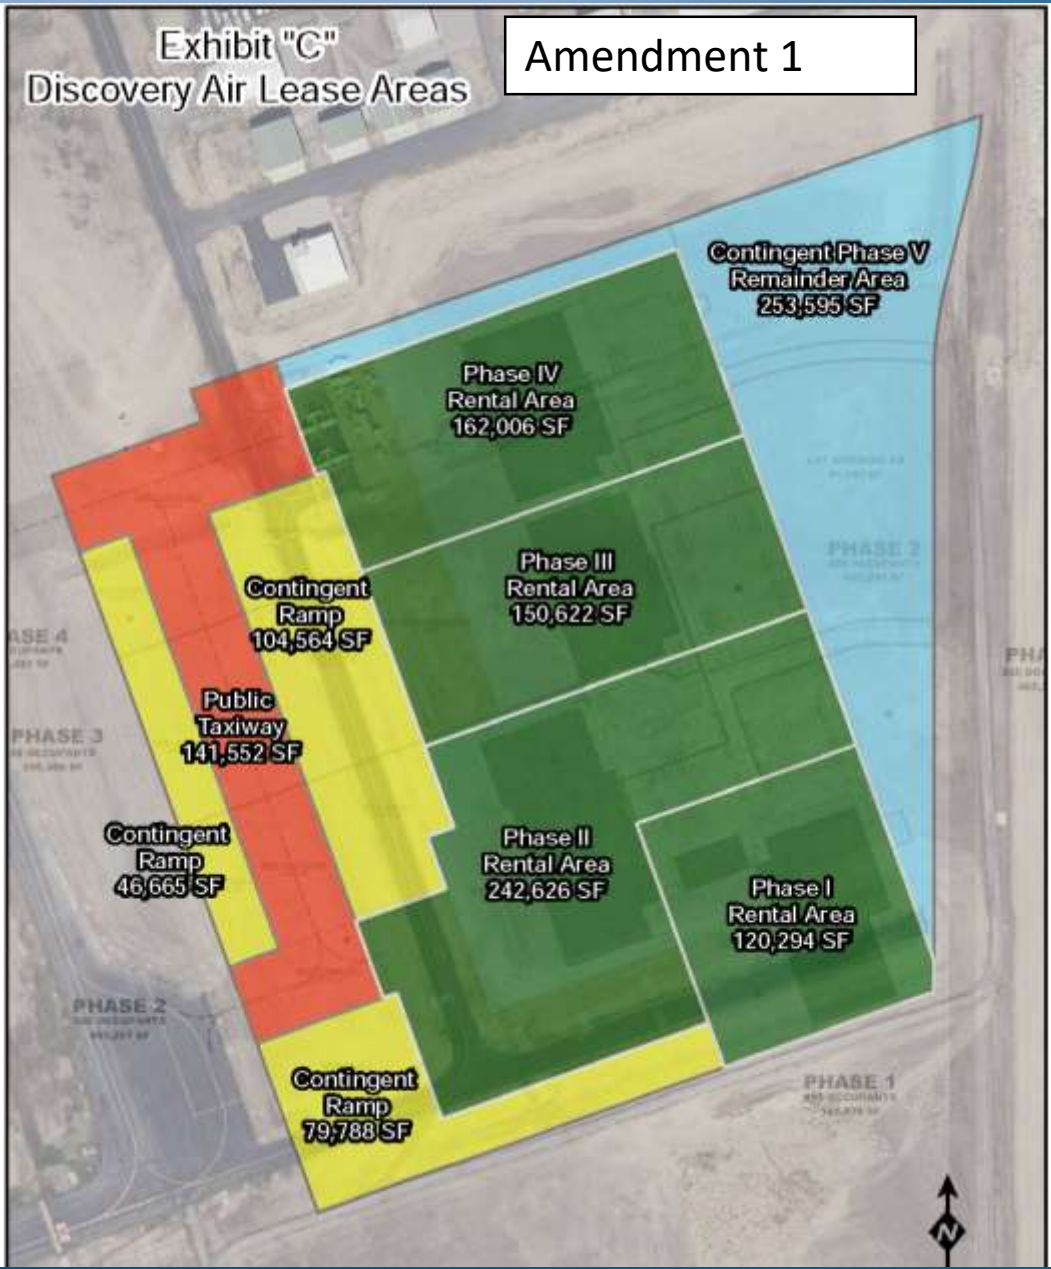 Exhibit "C"
Discovery Air Lease Areas
Amendment 1
Contingent Phase V
Remainder Area
253,595 SF
Phase IV
Rental Area
162,006 SF
Phase III
Rental Area
150,622 SF
Contingent
Ramp
104,564 SF
PHASE 2
ASE 4
PHA
Public
Taxiway
141,552 SF
PHASE 3
Contingent
Ramp
46,665 SF
Phase II
Rental Area
242,626 SF
Phase I
Rental Area
120,294 SF
PHASE 2
Contingent
Ramp
79,788 SF
PHASE 1
N